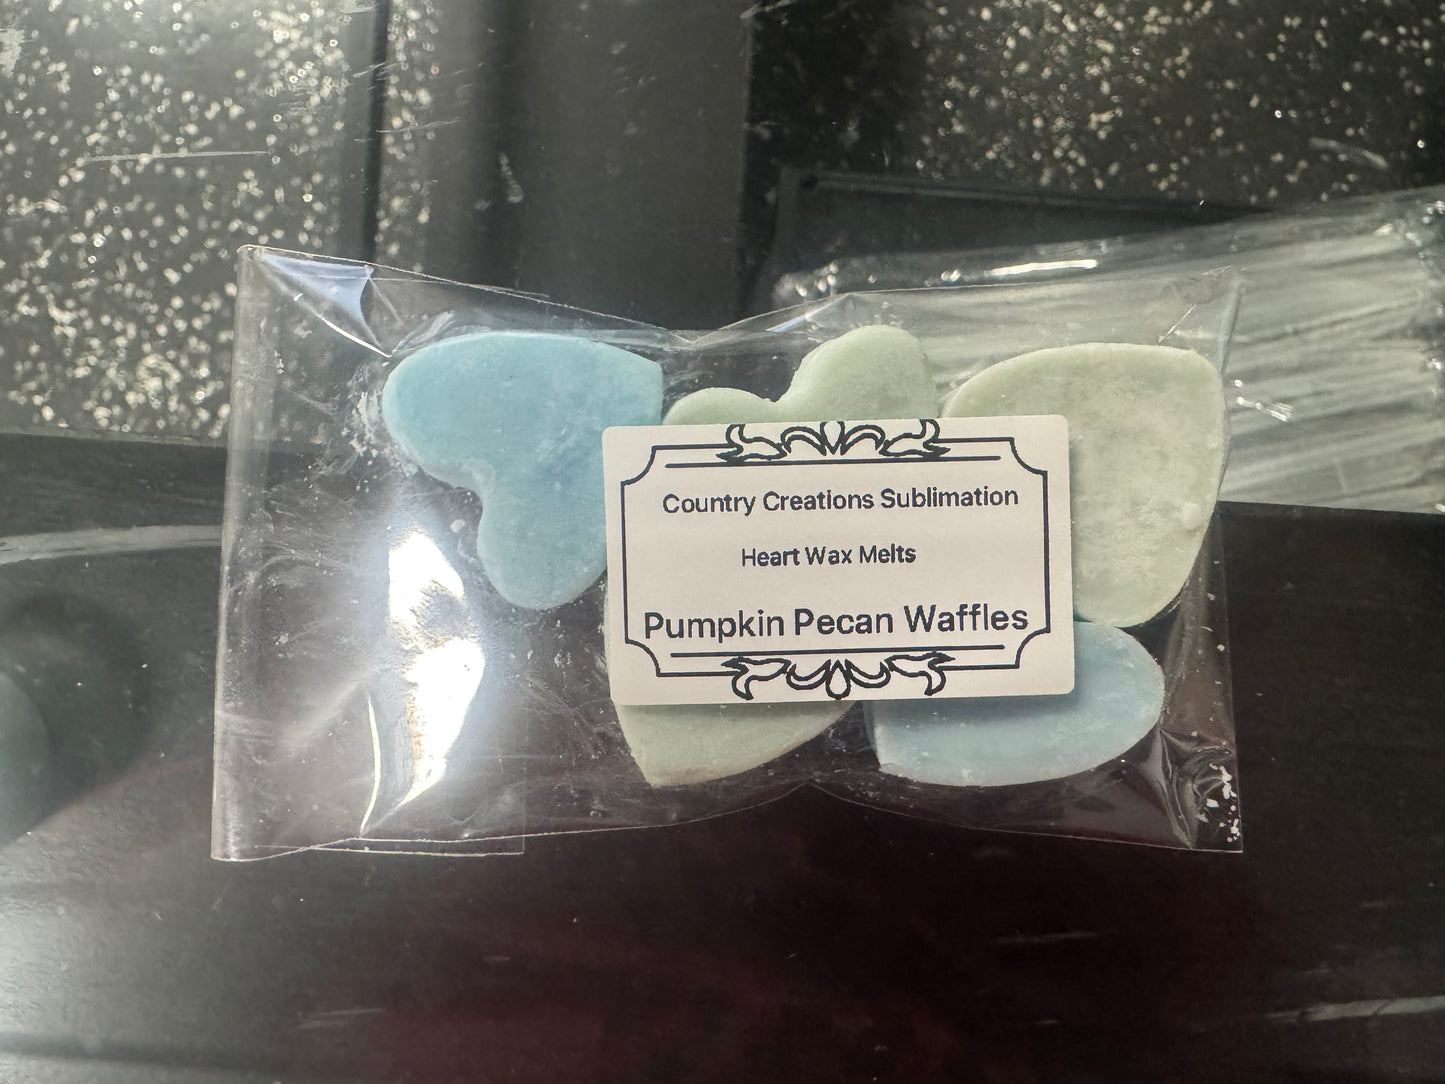 Country Creations Sublimation
Heart Wax Melts
Pumpkin Pecan Waffles